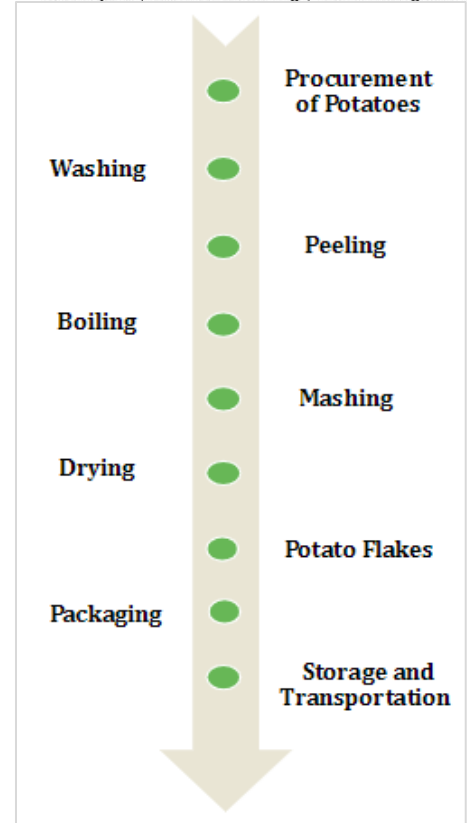 Procurement
of Potatoes
Washing
Peeling
Boiling
Mashing
Drying
Potato Flakes
Packaging
Storage and
Transportation